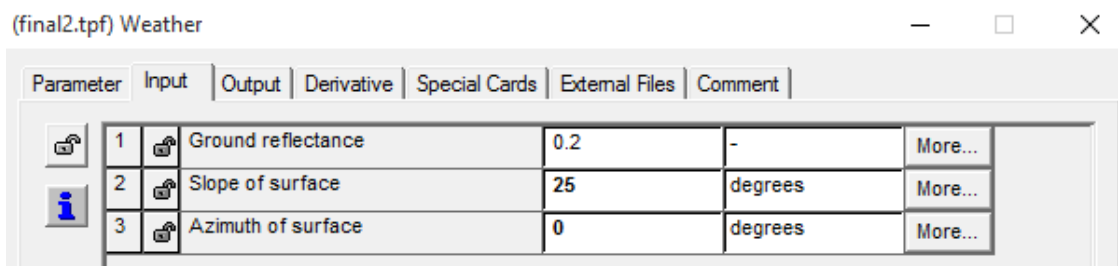 (final2.tpf) Weather
Parameter Input Output Derivative Special Cards External Files Comment
1 Ground reflectance 0.2 - More...
2 Slope of surface 25 degrees More...
3 Azimuth of surface 0 degrees More...